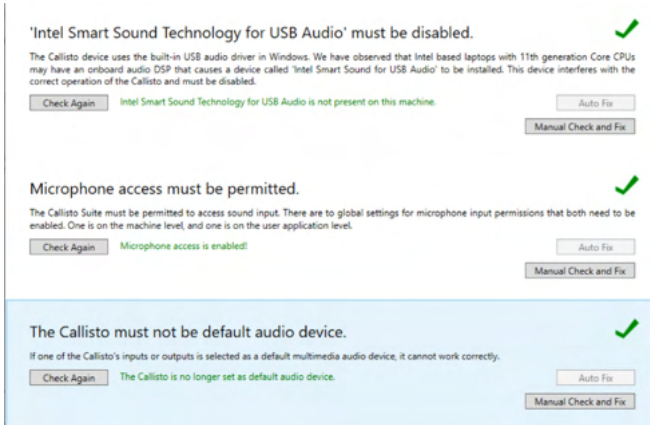 'Intel Smart Sound Technology for USB Audio' must be disabled.
The Callisto device uses the built-in USB audio driver in Windows. We have observed that Intel based laptops with 11th generation Core CPUs
may have an onboard audio DSP that causes a device called 'Intel Smart Sound for USB Audio' to be installed. This device interferes with the
correct operation of the Callisto and must be disabled.
Check Again Intel Smart Sound Technology for USB Audio is not present on this machine. Auto Fix
Manual Check and Fix
Microphone access must be permitted.
The Callisto Suite must be permitted to access sound input. There are to global settings for microphone input permissions that both need to be
enabled. One is on the machine level, and one is on the user application level.
Check Again Microphone access is enabled! Auto Fix
Manual Check and Fix
The Callisto must not be default audio device.
If one of the Callisto's inputs or outputs is selected as a default multimedia audio device, it cannot work correctly.
Check Again The Callisto is no longer set as default audio device. Auto Fix
Manual Check and Fix